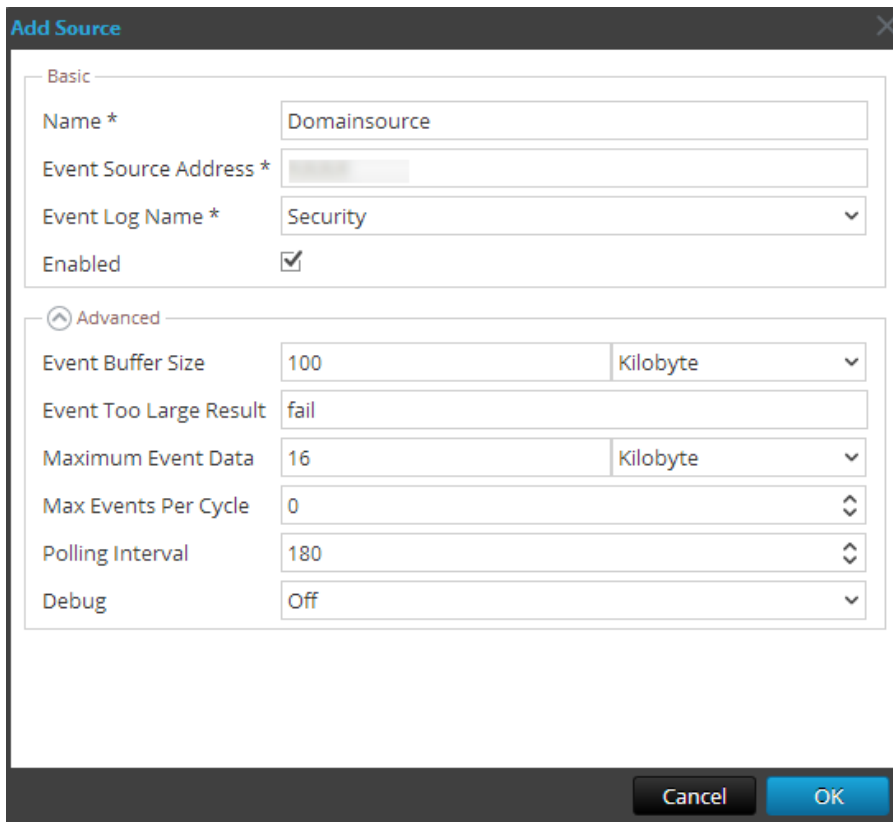 Add Source
Basic
Name * Domainsource
Event Source Address *
Event Log Name * Security
Enabled
Advanced
Event Buffer Size 100 Kilobyte
Event Too Large Result fail
Maximum Event Data 16 Kilobyte
Max Events Per Cycle 0
Polling Interval 180
Debug Off
Cancel OK